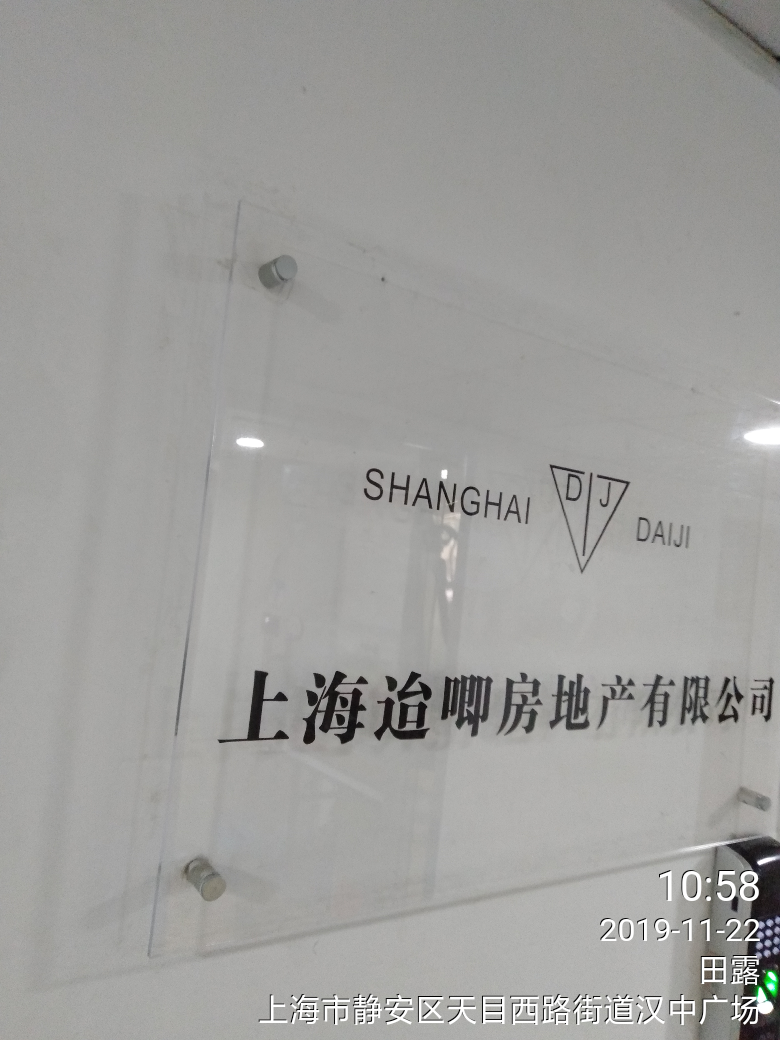 SHANGHAI DJ DAIJI
上海迨唧房地产有限公司
10:58
2019-11-22
田露
上海市静安区天目西路街道汉中广场